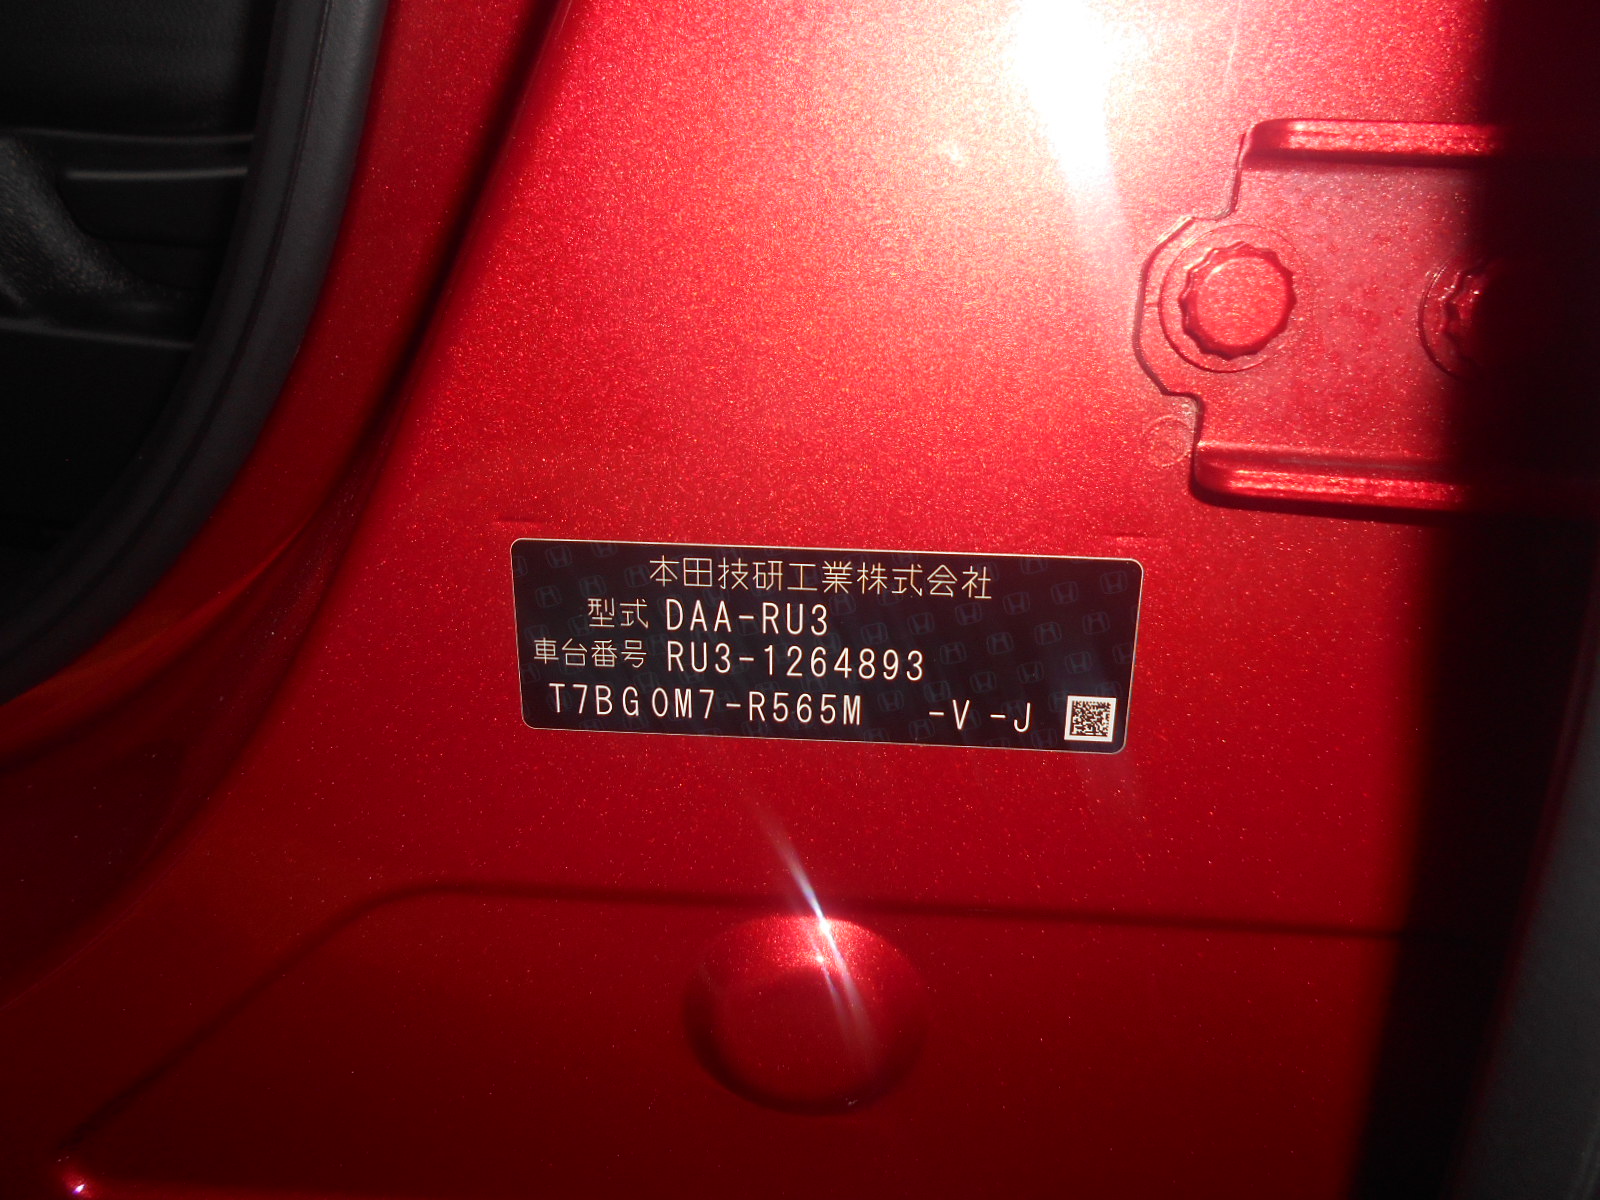 本田技研工業株式会社
型式 DAA-RU3
車台番号 RU3-1264893
T7BG0M7-R565M -V -J